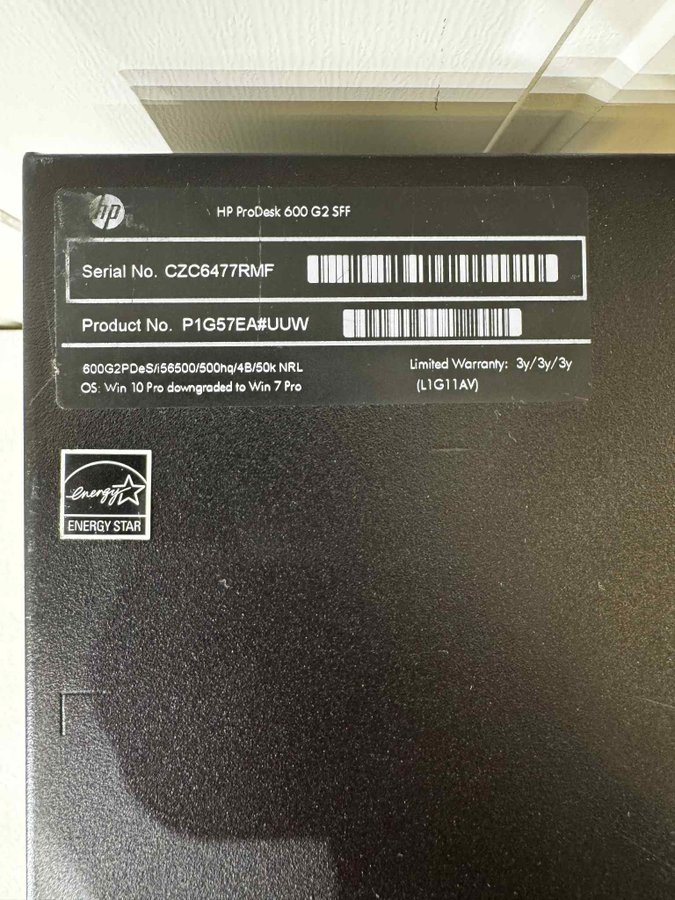 hp
HP ProDesk 600 G2 SFF
Serial No. CZC6477RMF
Product No. P1G57EA#UUW
600G2PDeS/i56500/500hq/4B/50k NRL
Limited Warranty: 3y/3y/3y
OS: Win 10 Pro downgraded to Win 7 Pro
(L1G11AV)
energy
ENERGY STAR